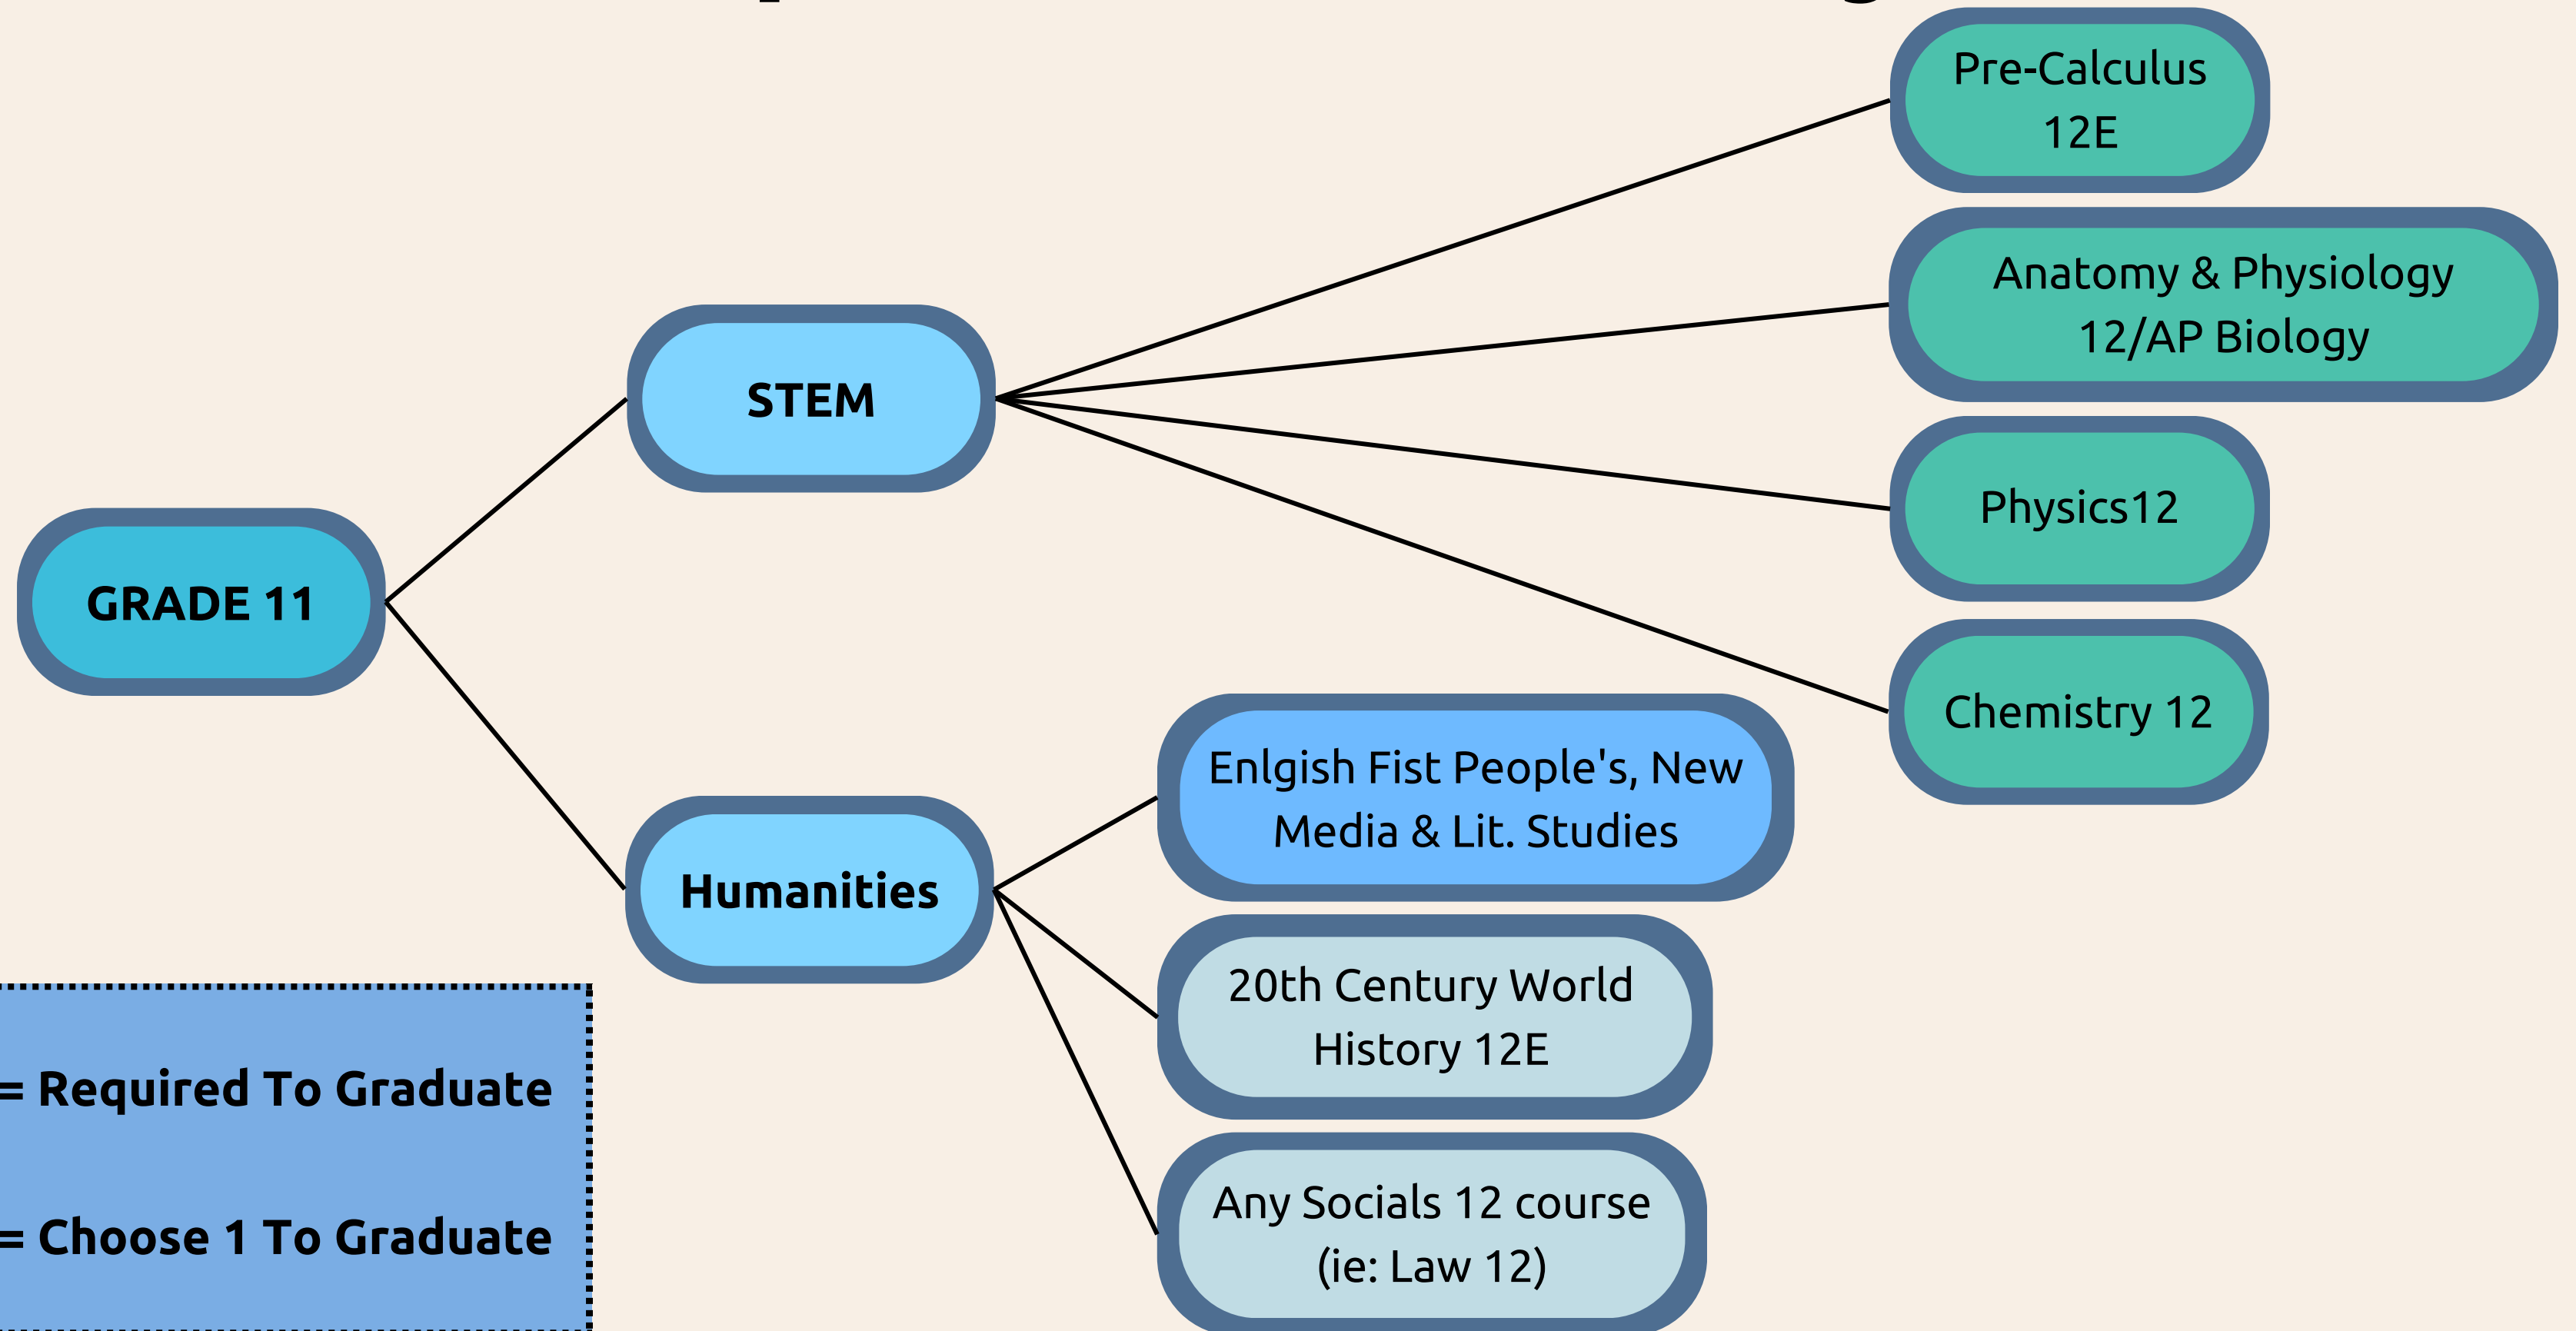 Pre-Calculus
12E
Anatomy & Physiology
12/AP Biology
STEM
Physics12
GRADE 11
Chemistry 12
Enlgish Fist People's, New
Media & Lit. Studies
Humanities
20th Century World
History 12E
Any Socials 12 course
(ie: Law 12)
= Required To Graduate
= Choose 1 To Graduate